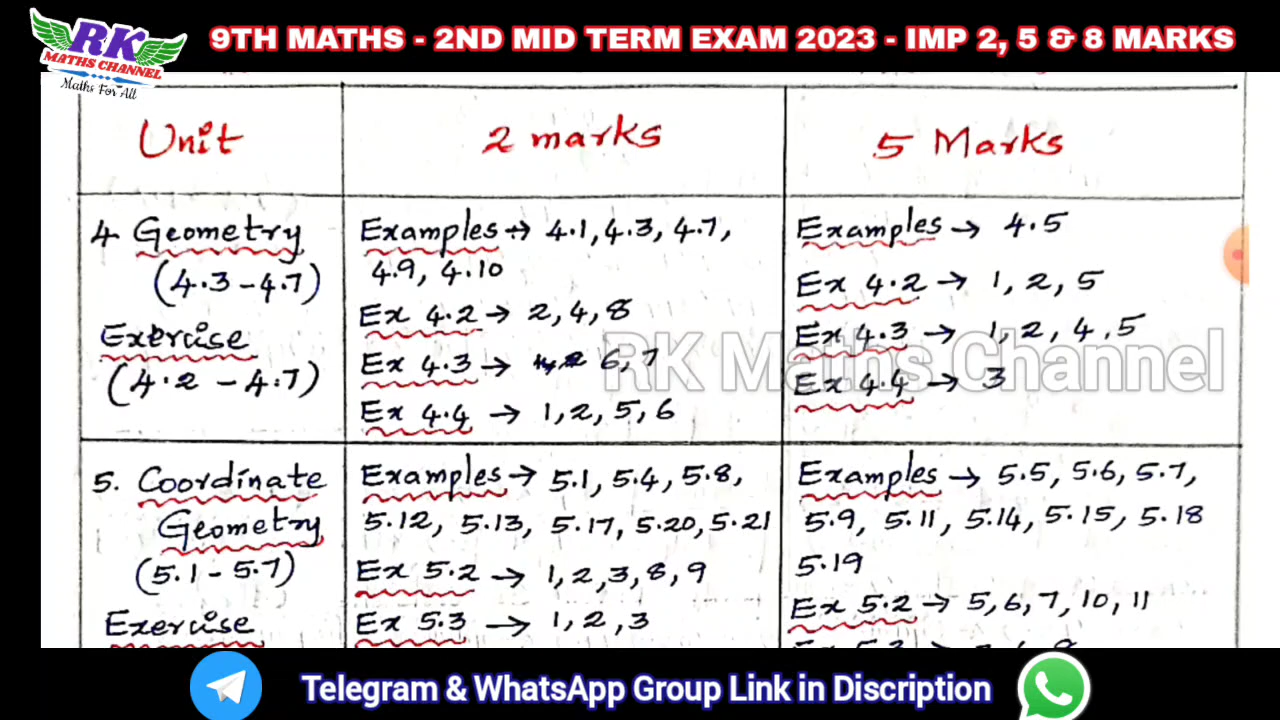 RK
MATHS CHANNEL
Maths For All
9TH MATHS - 2ND MID TERM EXAM 2023 - IMP 2, 5 & 8 MARKS
Unit
2 marks
5 Marks
4 Geometry
(4.3 - 4.7)
Exercise
(4.2 - 4.7)
Examples → 4.1, 4.3, 4.7,
4.9, 4.10
Ex 4.2 → 2, 4, 8
Ex 4.3 → 6, 7
Ex 4.4 → 1, 2, 5, 6
Examples → 4.5
Ex 4.2 → 1, 2, 5
Ex 4.3 → 1, 2, 4, 5
Ex 4.4 → 3
RK Maths Channel
5. Coordinate
Geometry
(5.1 - 5.7)
Exercise
Examples → 5.1, 5.4, 5.8,
5.12, 5.13, 5.17, 5.20, 5.21
Ex 5.2 → 1, 2, 3, 8, 9
Ex 5.3 → 1, 2, 3
Examples → 5.5, 5.6, 5.7,
5.9, 5.11, 5.14, 5.15, 5.18
5.19
Ex 5.2 → 5, 6, 7, 10, 11
Telegram & WhatsApp Group Link in Discription